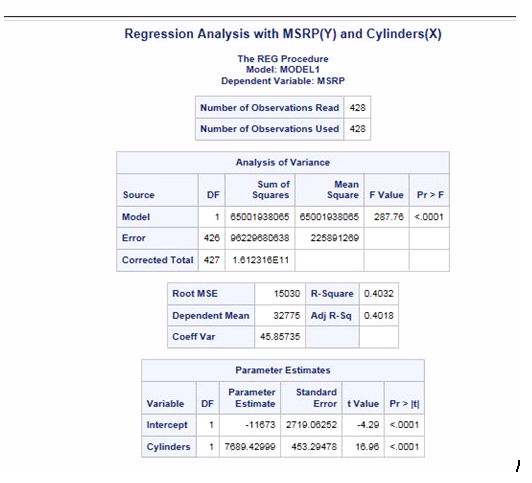 Regression Analysis with MSRP(Y) and Cylinders(X)
The REG Procedure
Model: MODEL1
Dependent Variable: MSRP
Number of Observations Read 428
Number of Observations Used 428
Analysis of Variance
Source DF Sum of Squares Mean Square F Value Pr > F
Model 1 65001938065 65001938065 287.76 <.0001
Error 426 96229680638 225891269
Corrected Total 427 1.612316E11
Root MSE 15030 R-Square 0.4032
Dependent Mean 32775 Adj R-Sq 0.4018
Coeff Var 45.85735
Parameter Estimates
Variable DF Parameter Estimate Standard Error t Value Pr > |t|
Intercept 1 -11673 2719.06252 -4.29 <.0001
Cylinders 1 7689.42999 453.29478 16.96 <.0001